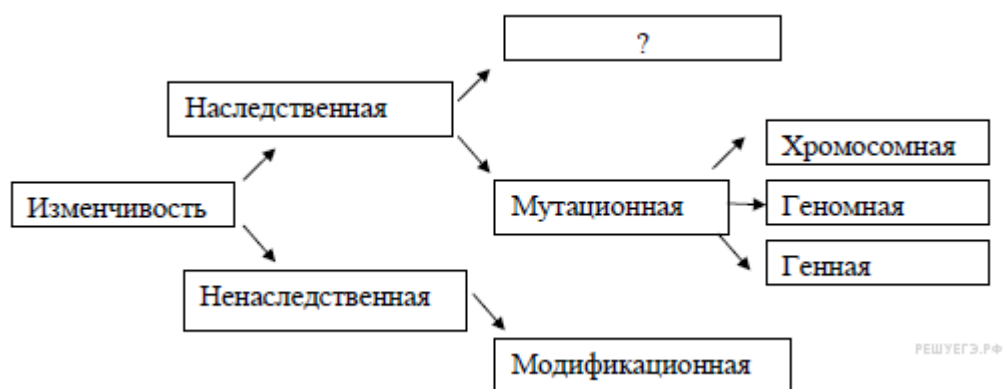 ?
Наследственная
Хромосомная
Изменчивость
Мутационная
Геномная
Генная
Ненаследственная
Модификационная
РЕШУЕГЭ.РФ